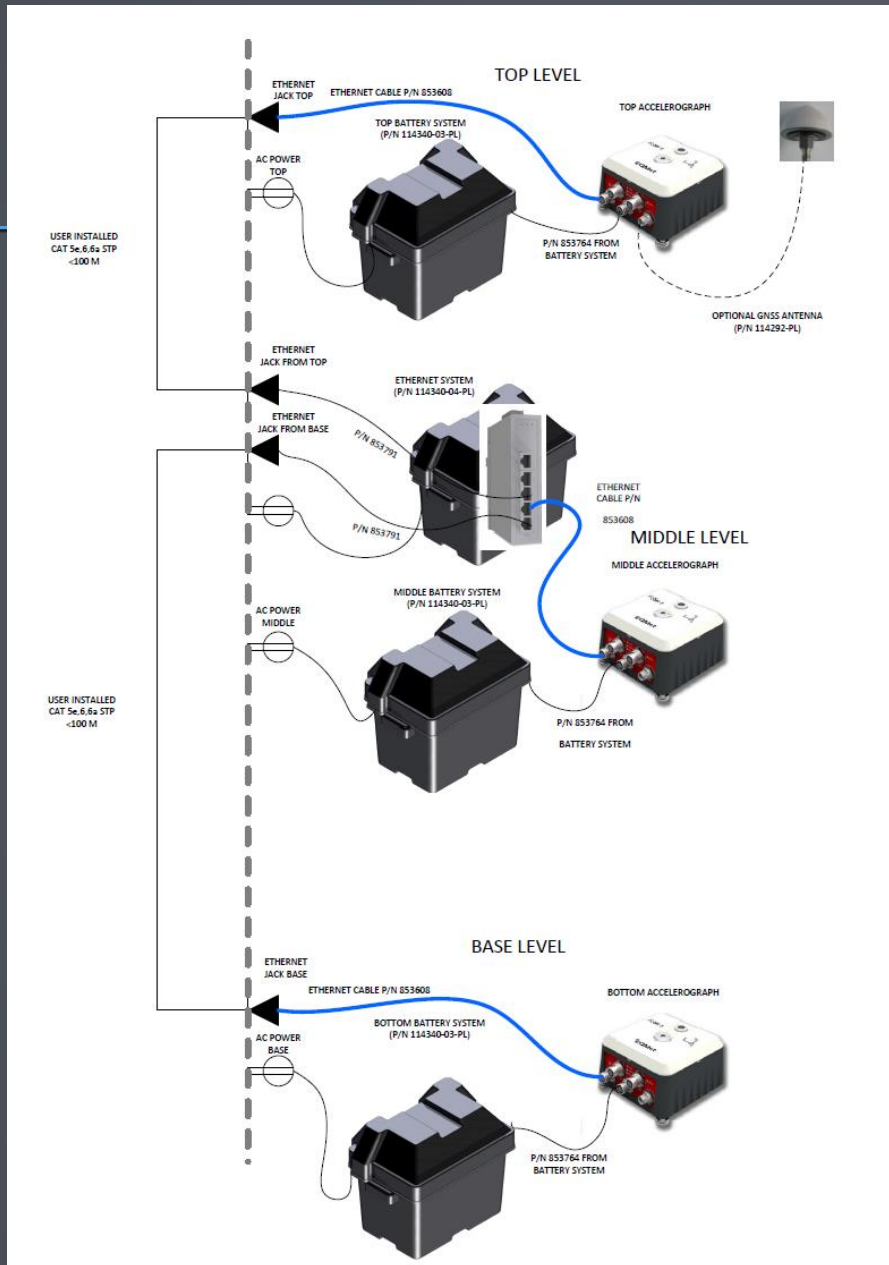 TOP LEVEL
ETHERNET
JACK TOP
ETHERNET CABLE P/N 853608
TOP ACCELEROGRAPH
TOP BATTERY SYSTEM
(P/N 114340-03-PL)
AC POWER
TOP
USER INSTALLED
CAT 5e,6,6a STP
<100 M
P/N 853764 FROM
BATTERY SYSTEM
OPTIONAL GNSS ANTENNA
(P/N 114292-PL)
ETHERNET
JACK FROM TOP
ETHERNET SYSTEM
(P/N 114340-04-PL)
ETHERNET
JACK FROM BASE
P/N 853791
ETHERNET
CABLE P/N
853608
P/N 853791
MIDDLE LEVEL
MIDDLE ACCELEROGRAPH
MIDDLE BATTERY SYSTEM
(P/N 114340-03-PL)
AC POWER
MIDDLE
USER INSTALLED
CAT 5e,6,6a STP
<100 M
P/N 853764 FROM
BATTERY SYSTEM
BASE LEVEL
ETHERNET
JACK BASE
ETHERNET CABLE P/N 853608
BOTTOM ACCELEROGRAPH
BOTTOM BATTERY SYSTEM
(P/N 114340-03-PL)
AC POWER
BASE
P/N 853764 FROM
BATTERY SYSTEM